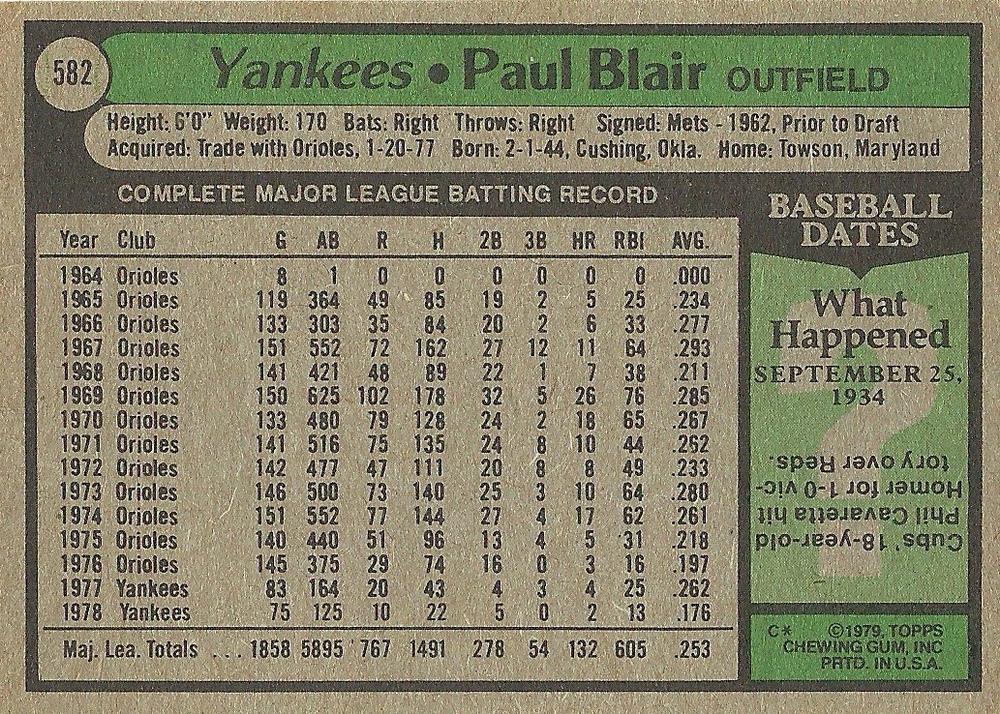 582
Yankees • Paul Blair OUTFIELD
Height: 6'0" Weight: 170 Bats: Right Throws: Right Signed: Mets - 1962, Prior to Draft
Acquired: Trade with Orioles, 1-20-77 Born: 2-1-44, Cushing, Okla. Home: Towson, Maryland
COMPLETE MAJOR LEAGUE BATTING RECORD
Year Club G AB R H 2B 3B HR RBI AVG.
1964 Orioles 8 1 0 0 0 0 0 0 .000
1965 Orioles 119 364 49 85 19 2 5 25 .234
1966 Orioles 133 303 35 84 20 2 6 33 .277
1967 Orioles 151 552 72 162 27 12 11 64 .293
1968 Orioles 141 421 48 89 22 1 7 38 .211
1969 Orioles 150 625 102 178 32 5 26 76 .285
1970 Orioles 133 480 79 128 24 2 18 65 .267
1971 Orioles 141 516 75 135 24 8 10 44 .262
1972 Orioles 142 477 47 111 20 8 8 49 .233
1973 Orioles 146 500 73 140 25 3 10 64 .280
1974 Orioles 151 552 77 144 27 4 17 62 .261
1975 Orioles 140 440 51 96 13 4 5 31 .218
1976 Orioles 145 375 29 74 16 0 3 16 .197
1977 Yankees 83 164 20 43 4 3 4 25 .262
1978 Yankees 75 125 10 22 5 0 2 13 .176
Maj. Lea. Totals ... 1858 5895 767 1491 278 54 132 605 .253
BASEBALL
DATES
What
Happened
SEPTEMBER 25,
1934
Cubs' 18-year-old
Phil Cavaretta hit
Homer for 1-0 vic-
tory over Reds.
C* ©1979, TOPPS
CHEWING GUM, INC
PRTD. IN U.S.A.